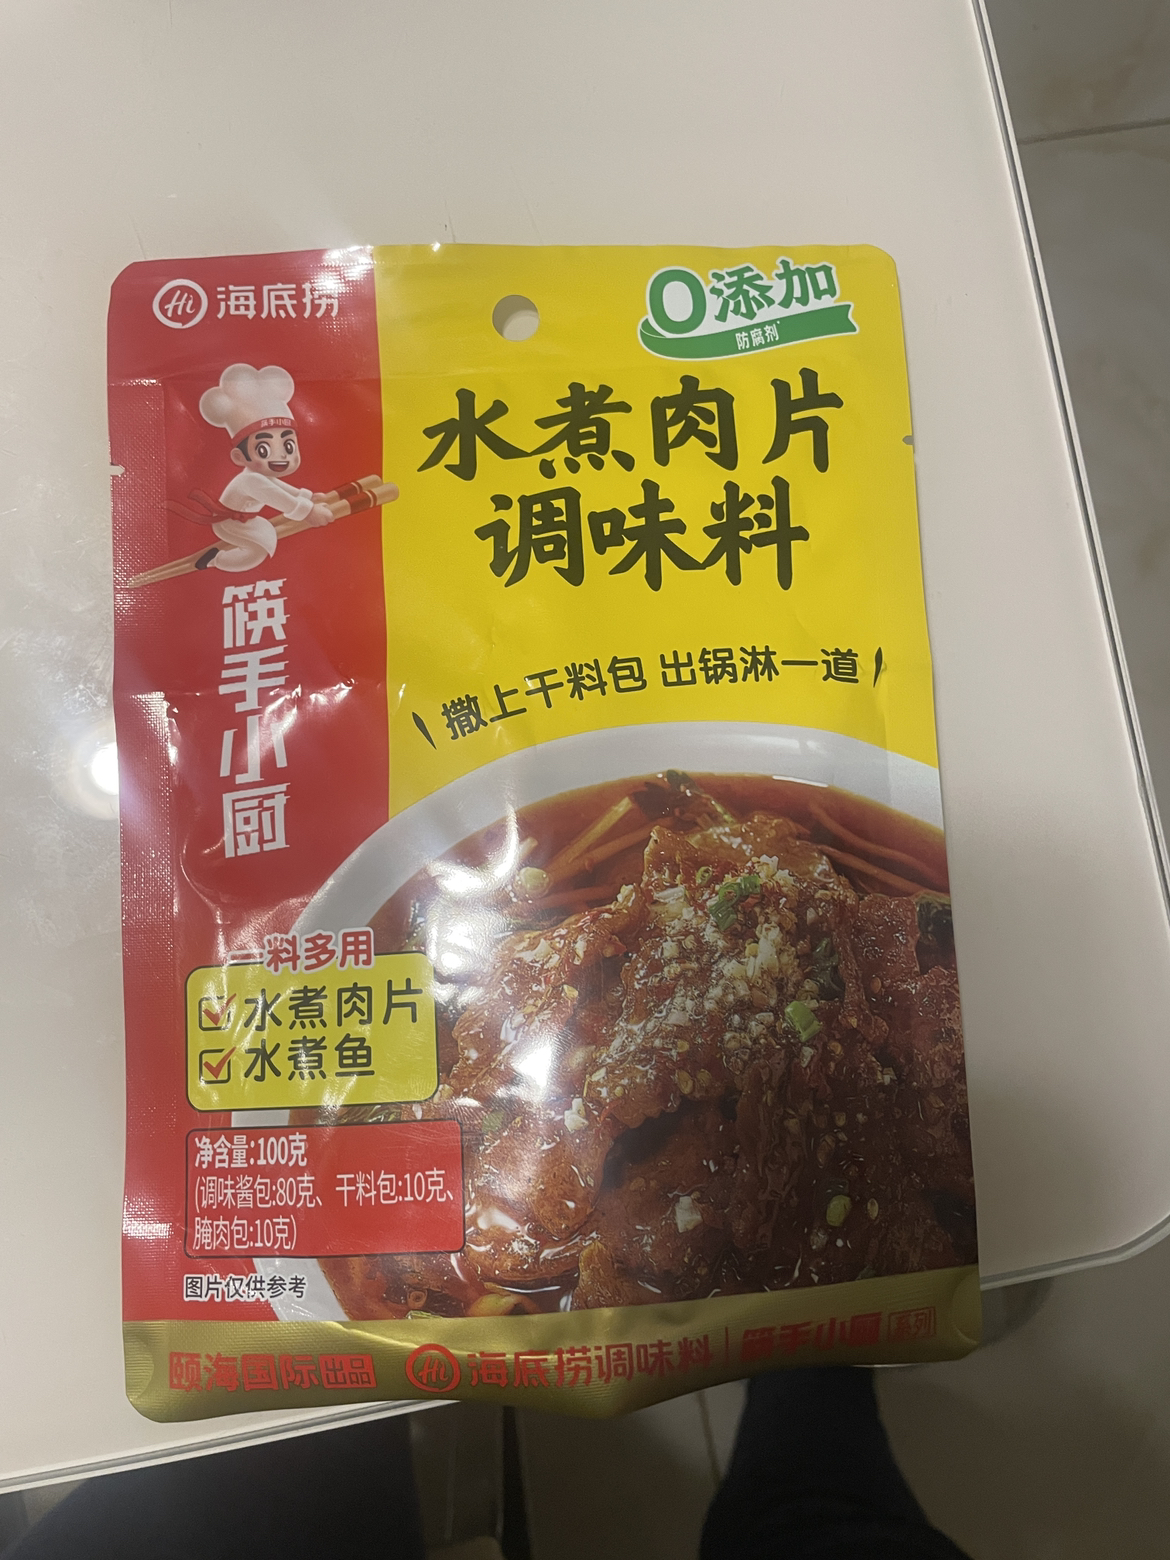 Hi 海底捞
0添加
防腐剂*
筷手小厨
水煮肉片
调味料
筷手小厨
撒上干料包 出锅淋一道
一料多用
水煮肉片
水煮鱼
净含量:100克
(调味酱包:80克、干料包:10克、
腌肉包:10克)
图片仅供参考
颐海国际出品 Hi 海底捞调味料 | 筷手小厨 系列